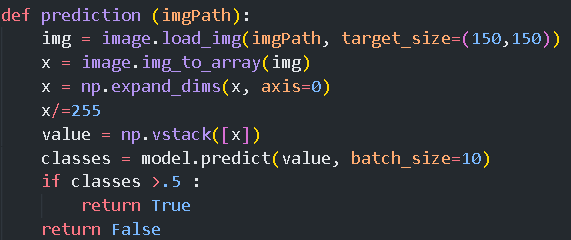 def prediction (imgPath):
    img = image.load_img(imgPath, target_size=(150,150))
    x = image.img_to_array(img)
    x = np.expand_dims(x, axis=0)
    x/=255
    value = np.vstack([x])
    classes = model.predict(value, batch_size=10)
    if classes >.5 :
        return True
    return False